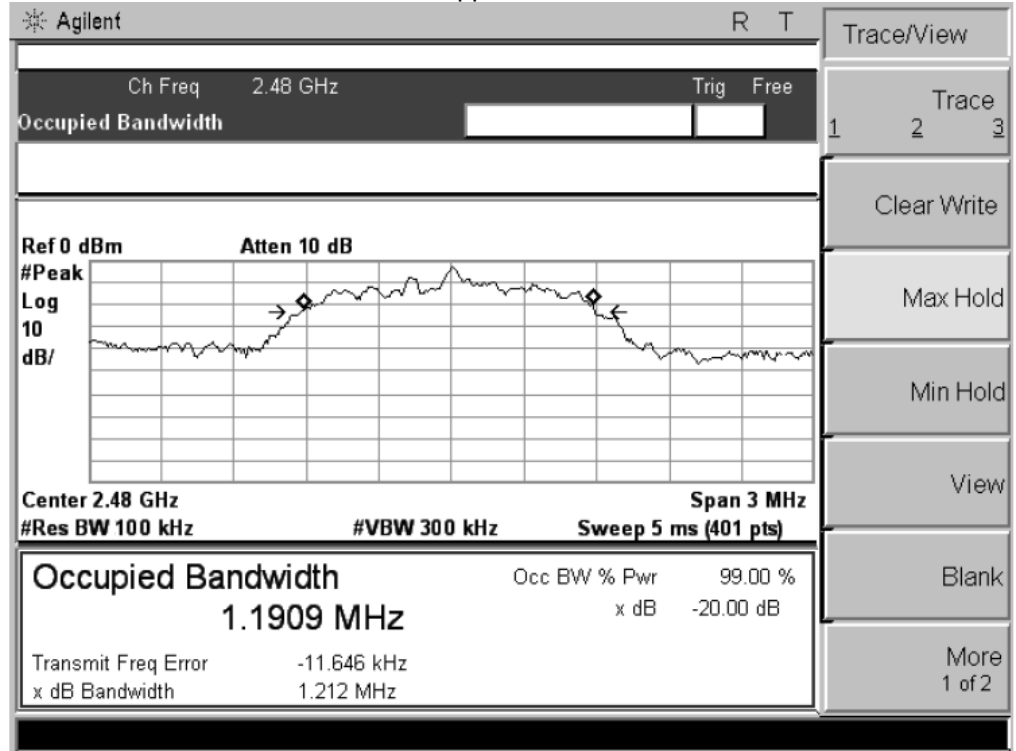 Agilent R T
Trace/View
Ch Freq 2.48 GHz Trig Free
Occupied Bandwidth
Trace
1 2 3
Clear Write
Ref 0 dBm Atten 10 dB
#Peak
Log
10
dB/
Max Hold
Min Hold
View
Center 2.48 GHz Span 3 MHz
#Res BW 100 kHz #VBW 300 kHz Sweep 5 ms (401 pts)
Occupied Bandwidth Occ BW % Pwr 99.00 %
1.1909 MHz x dB -20.00 dB
Blank
Transmit Freq Error -11.646 kHz
x dB Bandwidth 1.212 MHz
More
1 of 2